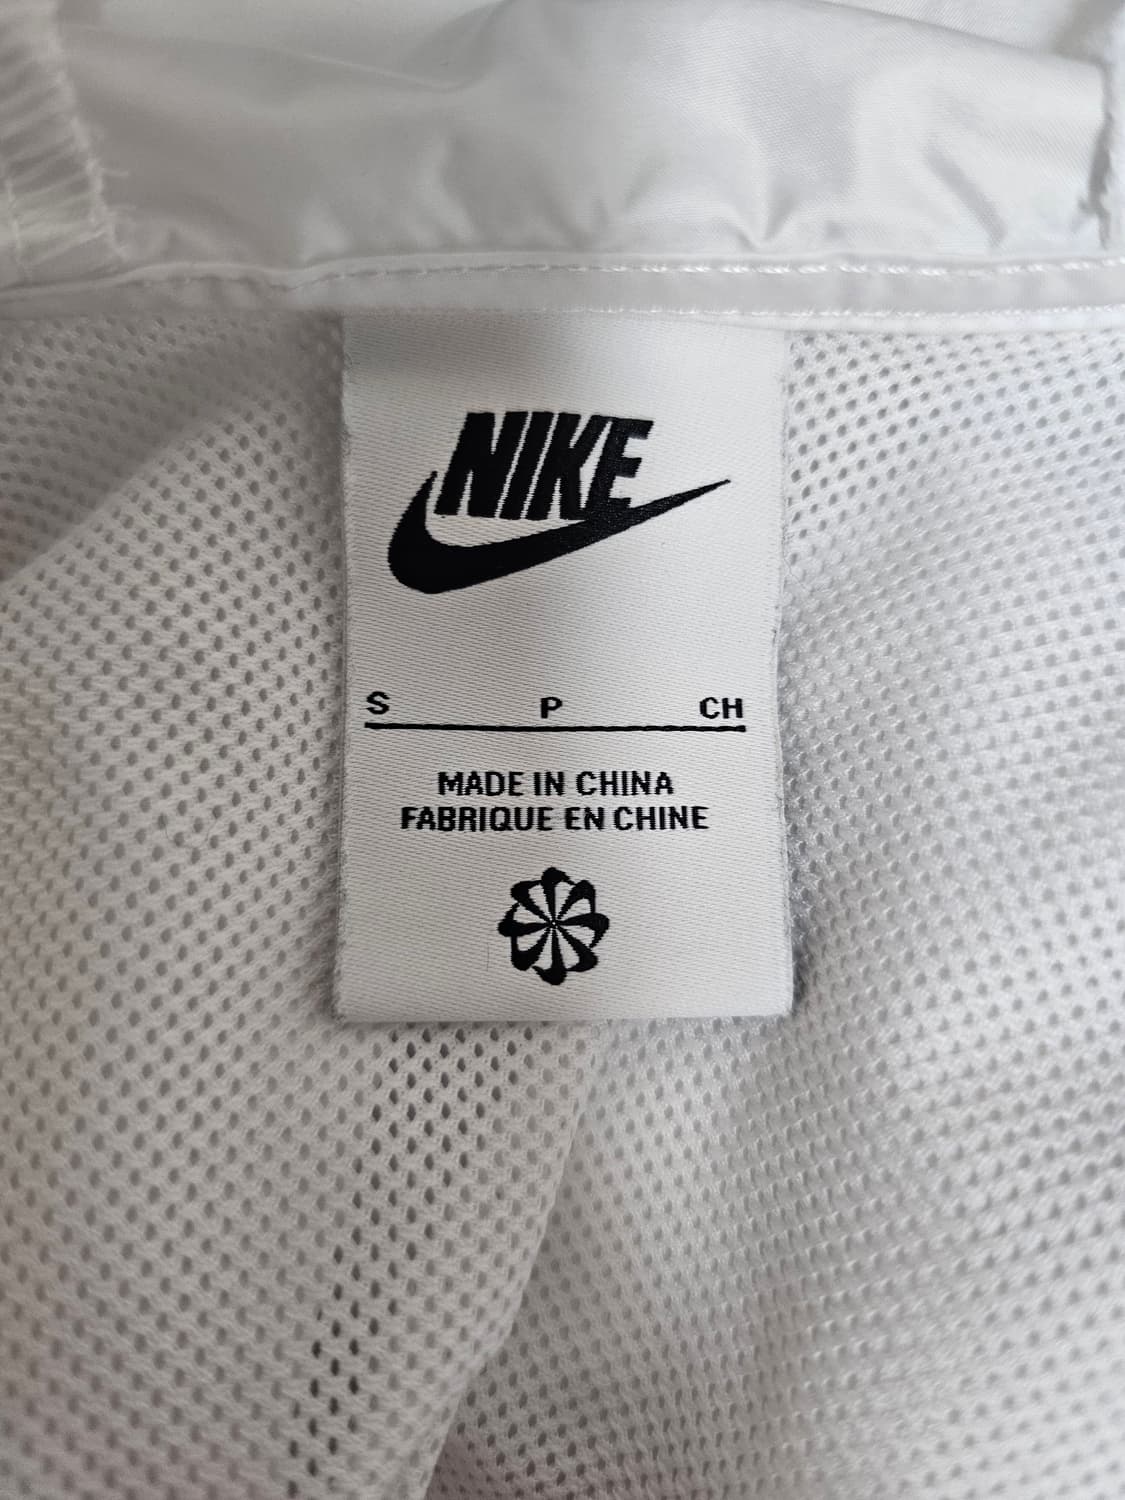 NIKE
S P CH
MADE IN CHINA
FABRIQUE EN CHINE